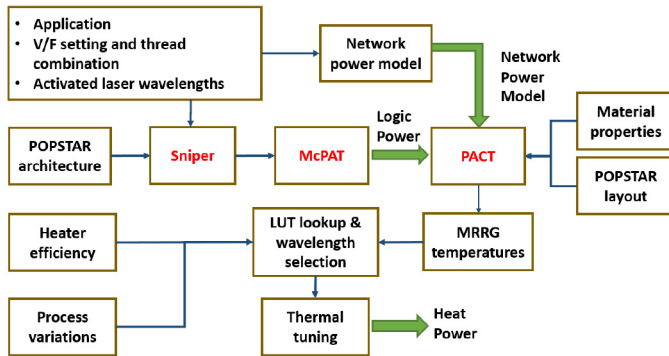 • Application
• V/F setting and thread
combination
• Activated laser wavelengths
Network
power model
Network
Power
Model
Material
properties
POPSTAR
architecture
Sniper
McPAT
Logic
Power
PACT
POPSTAR
layout
Heater
efficiency
LUT lookup &
wavelength
selection
MRRG
temperatures
Process
variations
Thermal
tuning
Heat
Power